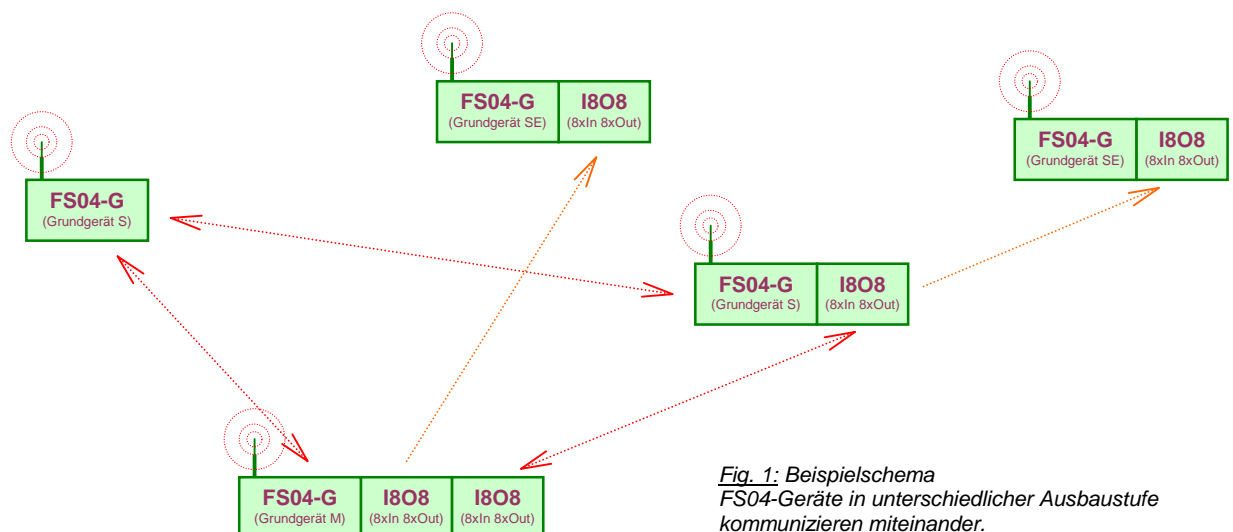 FS04-G
(Grundgerät SE)
I8O8
(8xIn 8xOut)
FS04-G
(Grundgerät SE)
I8O8
(8xIn 8xOut)
FS04-G
(Grundgerät S)
FS04-G
(Grundgerät S)
I8O8
(8xIn 8xOut)
FS04-G
(Grundgerät M)
I8O8
(8xIn 8xOut)
I8O8
(8xIn 8xOut)
Fig. 1: Beispielschema
FS04-Geräte in unterschiedlicher Ausbaustufe
kommunizieren miteinander.